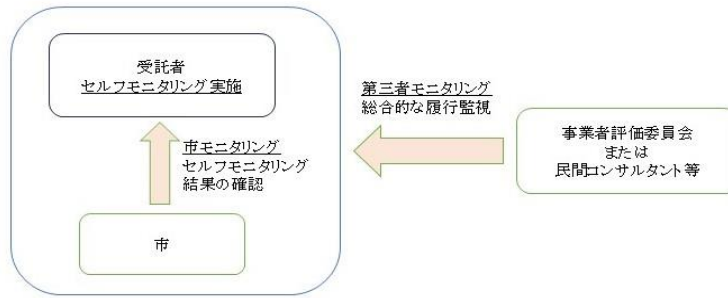 受託者
セルフモニタリング実施
市モニタリング
セルフモニタリング
結果の確認
市
第三者モニタリング
総合的な履行監視
事業者評価委員会
または
民間コンサルタント等